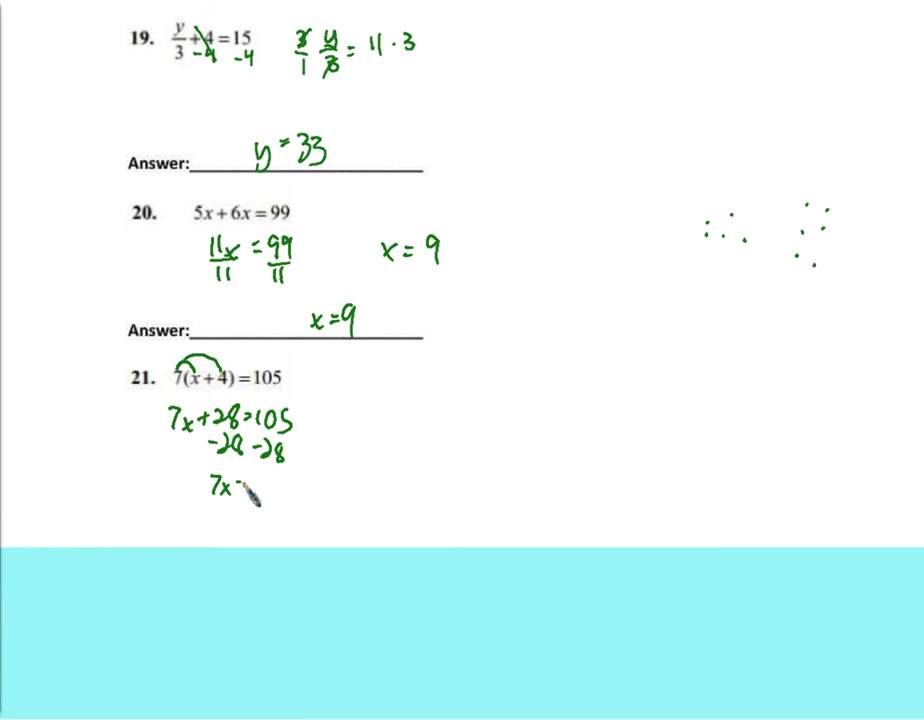 19. y/3 + 4 = 15 3/1 y/3 = 11 · 3
-4 -4
Answer: y = 33
20. 5x + 6x = 99
11x/11 = 99/11 x = 9
Answer: x = 9
21. 7(x + 4) = 105
7x + 28 = 105
-28 -28
7x -